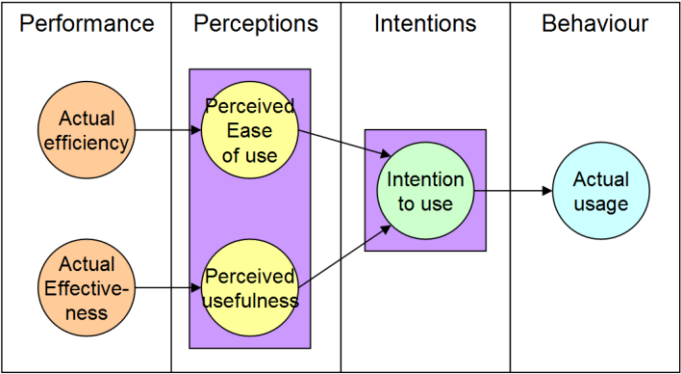 Performance
Perceptions
Intentions
Behaviour
Actual
efficiency
Perceived
Ease
of use
Intention
to use
Actual
usage
Actual
Effective-
ness
Perceived
usefulness